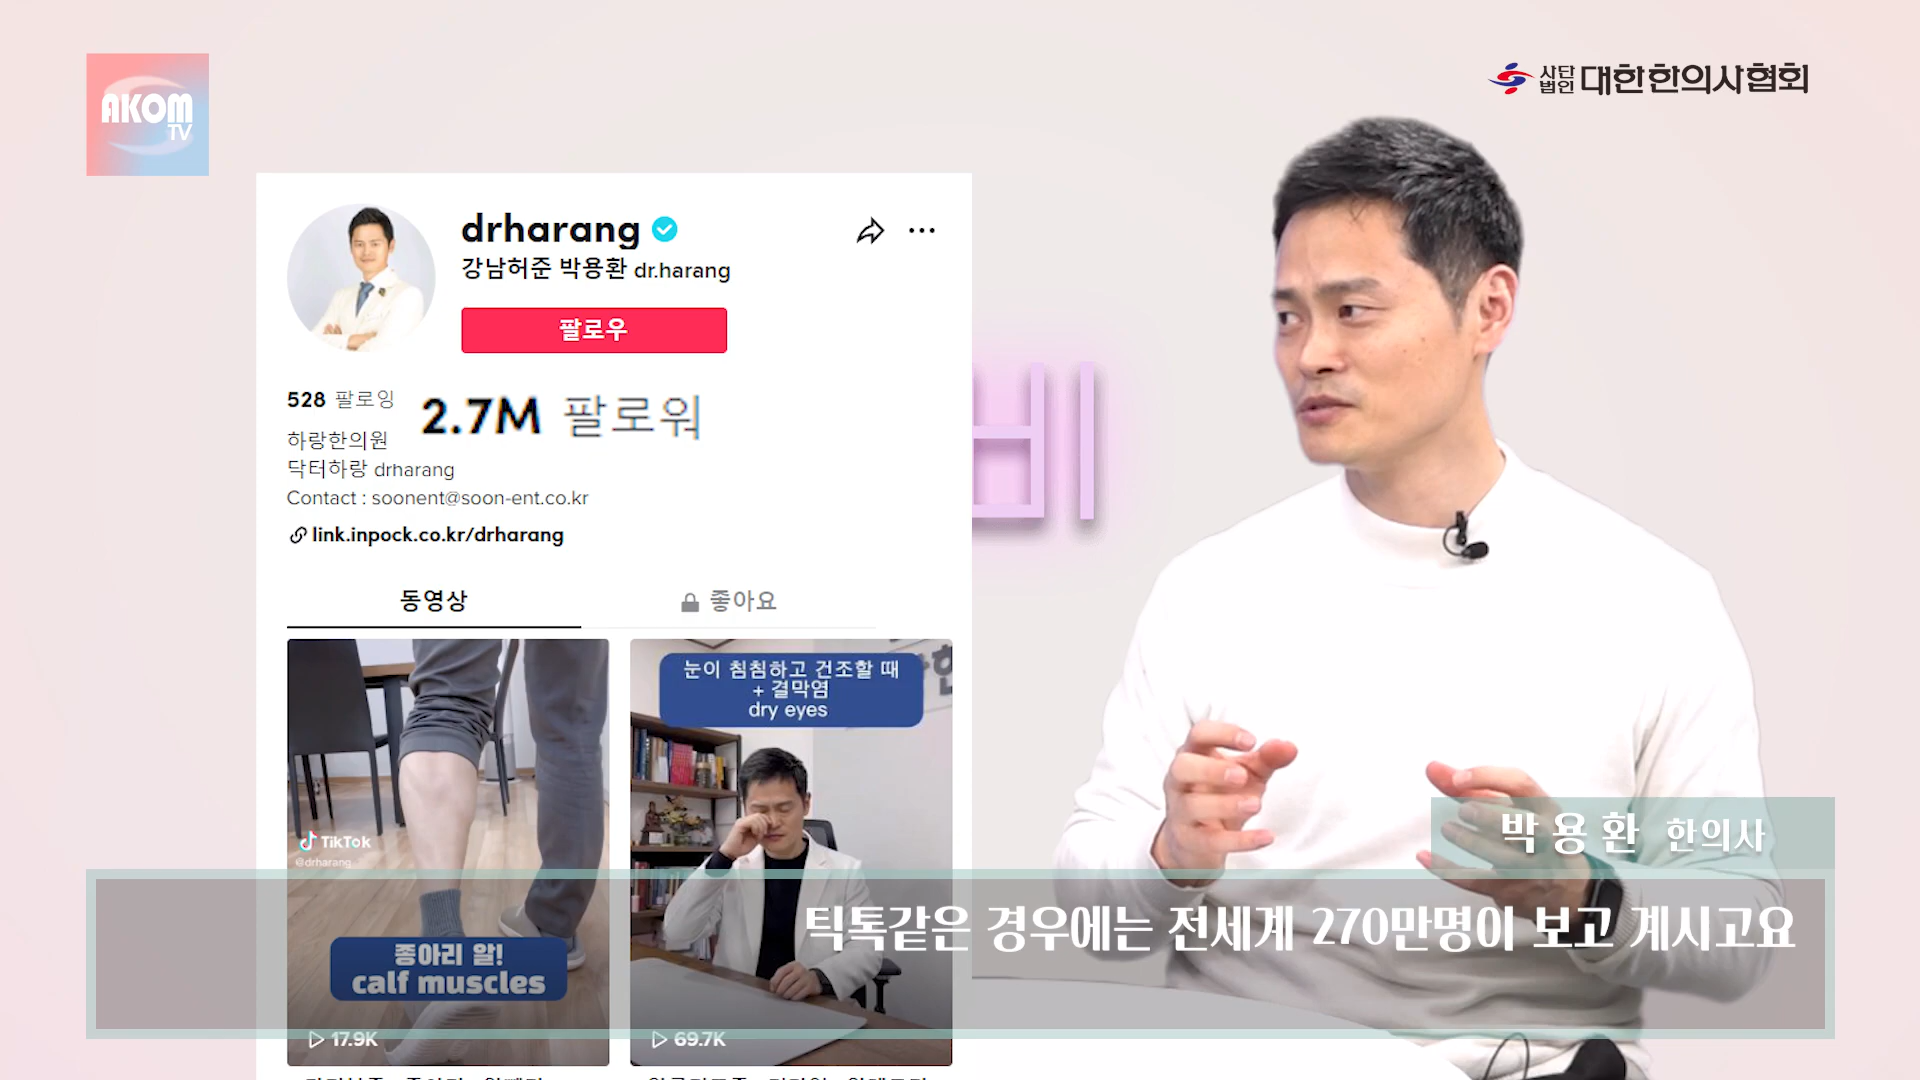 AKOM
TV
사단
법인
대한한의사협회
drharang
강남허준 박용환 dr.harang
팔로우
528 팔로잉
2.7M 팔로워
하랑한의원
닥터하랑 drharang
Contact : soonent@soon-ent.co.kr
link.inpock.co.kr/drharang
동영상
좋아요
비
눈이 침침하고 건조할 때
+ 결막염
dry eyes
TikTok
@drharang
종아리 알!
calf muscles
17.9K
69.7K
박용환 한의사
틱톡같은 경우에는 전세계 270만명이 보고 계시고요